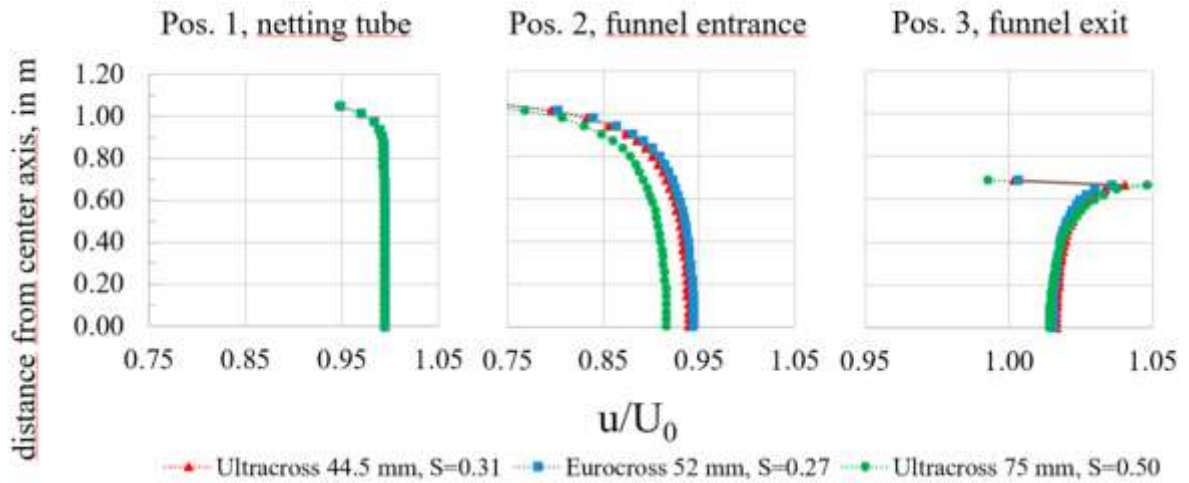 Pos. 1, netting tube
Pos. 2, funnel entrance
Pos. 3, funnel exit
distance from center axis, in m
1.20
1.00
0.80
0.60
0.40
0.20
0.00
0.75 0.85 0.95 1.05
0.75 0.85 0.95 1.05
0.95 1.00 1.05
u/U₀
Ultracross 44.5 mm, S=0.31
Eurocross 52 mm, S=0.27
Ultracross 75 mm, S=0.50